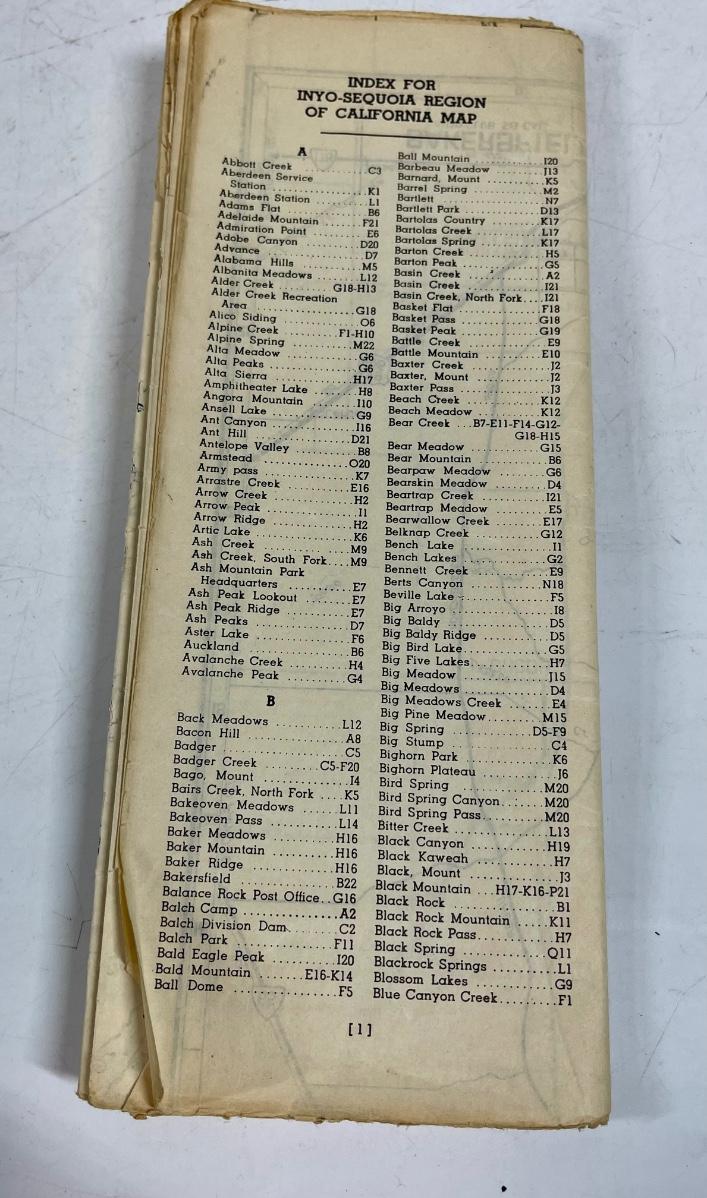 INDEX FOR
INYO-SEQUOIA REGION
OF CALIFORNIA MAP
A
Abbott Creek ..........C3
Aberdeen Service
Station ..............K1
Aberdeen Station ........L1
Adams Flat ............B6
Adelaide Mountain .......F21
Admiration Point ........E6
Adobe Canyon ..........D20
Advance ..............D7
Alabama Hills ..........M5
Albanita Meadows .......L12
Alder Creek ........G18-H13
Alder Creek Recreation
Area ................G18
Alico Siding ............O6
Alpine Creek ........F1-H10
Alpine Spring ..........M22
Alta Meadow ..........G6
Alta Peaks ............G6
Alta Sierra ............H17
Amphitheater Lake ......H8
Angora Mountain .......I10
Ansell Lake ............G9
Ant Canyon ............I16
Ant Hill ..............D21
Antelope Valley ........B8
Armstead ............O20
Army pass ............K7
Arrastre Creek ........E16
Arrow Creek ..........H2
Arrow Peak ............I1
Arrow Ridge ..........H2
Artic Lake ............K6
Ash Creek ............M9
Ash Creek, South Fork....M9
Ash Mountain Park
Headquarters ..........E7
Ash Peak Lookout .......E7
Ash Peak Ridge .........E7
Ash Peaks ............D7
Aster Lake ............F6
Auckland .............B6
Avalanche Creek ........H4
Avalanche Peak ........G4
B
Back Meadows ..........L12
Bacon Hill ............A8
Badger ..............C5
Badger Creek ........C5-F20
Bago, Mount ...........I4
Bairs Creek, North Fork ....K5
Bakeoven Meadows ......L11
Bakeoven Pass .........L14
Baker Meadows ........H16
Baker Mountain ........H16
Baker Ridge ..........H16
Bakersfield ............B22
Balance Rock Post Office..G16
Balch Camp ............A2
Balch Division Dam......C2
Balch Park ............F11
Bald Eagle Peak ........I20
Bald Mountain ......E16-K14
Ball Dome ............F5
Ball Mountain ..........I20
Barbeau Meadow .......J13
Barnard, Mount ........K5
Barrel Spring ..........M2
Bartlett ..............N7
Bartlett Park ..........D13
Bartolas Country ........K17
Bartolas Creek ..........L17
Bartolas Spring ........K17
Barton Creek ..........H5
Barton Peak ............G5
Basin Creek ............A2
Basin Creek ............I21
Basin Creek, North Fork....I21
Basket Flat ............F18
Basket Pass ............G18
Basket Peak ............G19
Battle Creek ............E9
Battle Mountain ........E10
Baxter Creek ............J2
Baxter, Mount ..........J2
Baxter Pass ............J3
Beach Creek ..........K12
Beach Meadow ........K12
Bear Creek ...B7-E11-F14-G12-
G18-H15
Bear Meadow ..........G15
Bear Mountain .........B6
Bearpaw Meadow .......G6
Bearskin Meadow .......D4
Beartrap Creek .........I21
Beartrap Meadow .......E5
Bearwallow Creek .......E17
Belknap Creek ..........G12
Bench Lake ............I1
Bench Lakes ...........G2
Bennett Creek ..........E9
Berts Canyon ..........N18
Beville Lake ............F5
Big Arroyo ............I8
Big Baldy ............D5
Big Baldy Ridge ........D5
Big Bird Lake..........G5
Big Five Lakes..........H7
Big Meadow ..........J15
Big Meadows ..........D4
Big Meadows Creek ......E4
Big Pine Meadow........M15
Big Spring ..........D5-F9
Big Stump ............C4
Bighorn Park ..........K6
Bighorn Plateau ........J6
Bird Spring ...........M20
Bird Spring Canyon......M20
Bird Spring Pass........M20
Bitter Creek ...........L13
Black Canyon ..........H19
Black Kaweah ..........H7
Black, Mount ...........J3
Black Mountain ...H17-K16-P21
Black Rock ............B1
Black Rock Mountain .....K11
Black Rock Pass.........H7
Black Spring ..........Q11
Blackrock Springs ........L1
Blossom Lakes .........G9
Blue Canyon Creek........F1
[1]